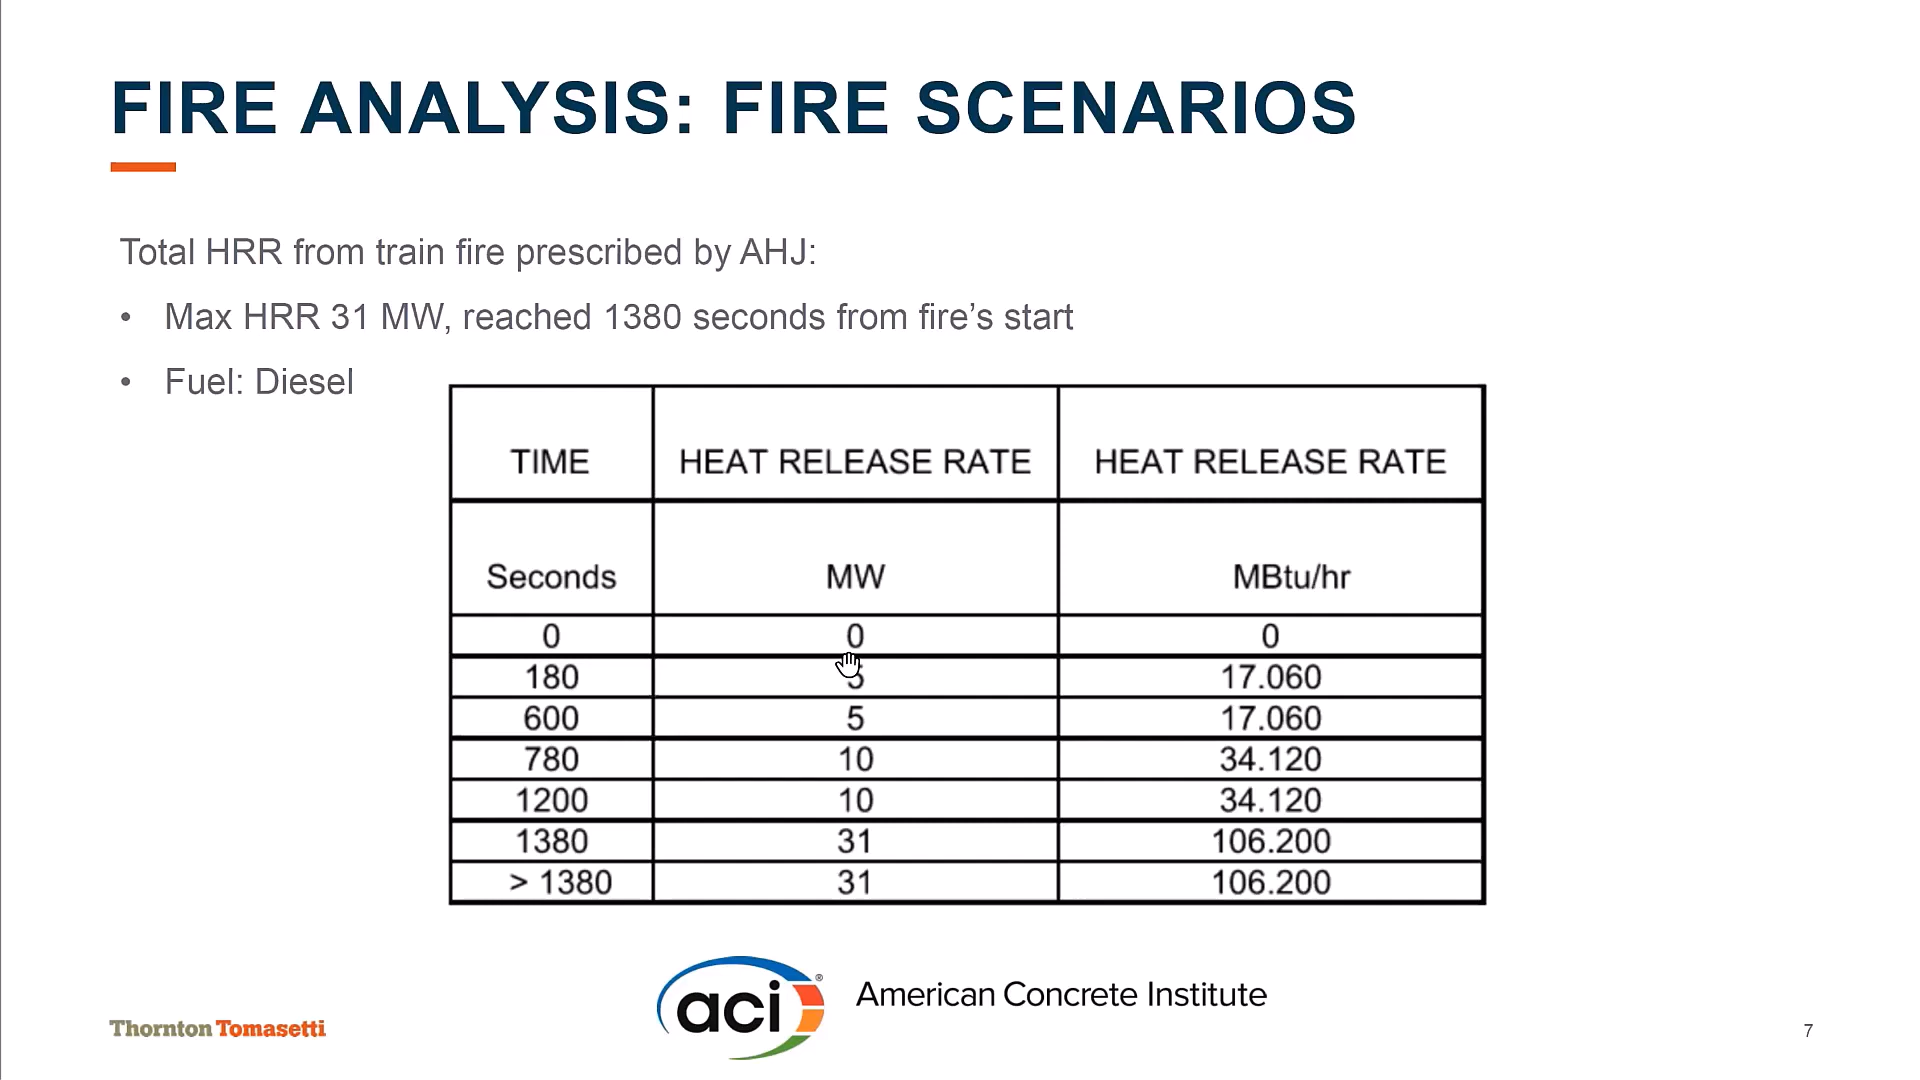 FIRE ANALYSIS: FIRE SCENARIOS
Total HRR from train fire prescribed by AHJ:
• Max HRR 31 MW, reached 1380 seconds from fire’s start
• Fuel: Diesel
TIME HEAT RELEASE RATE HEAT RELEASE RATE
Seconds MW MBtu/hr
0 0 0
180 5 17.060
600 5 17.060
780 10 34.120
1200 10 34.120
1380 31 106.200
> 1380 31 106.200
aci® American Concrete Institute
Thornton Tomasetti
7